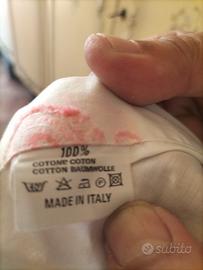 100%
COTONE COTON
COTTON BAUMWOLLE
MADE IN ITALY
subito